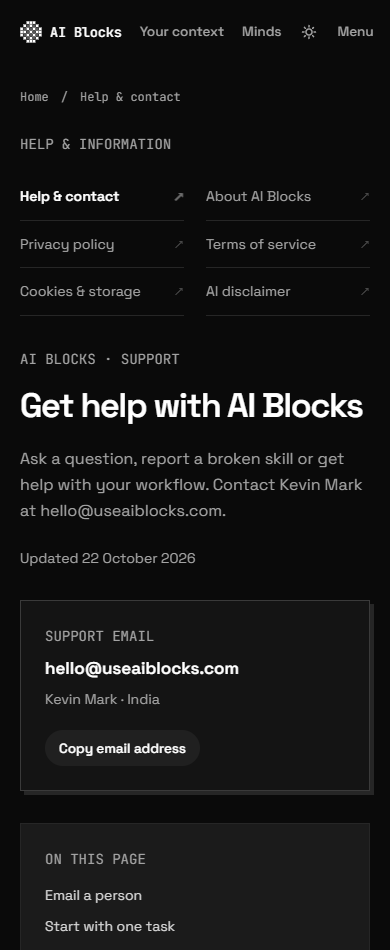 AI Blocks Your context Minds Menu
Home / Help & contact
HELP & INFORMATION
Help & contact ↗ About AI Blocks ↗
Privacy policy ↗ Terms of service ↗
Cookies & storage ↗ AI disclaimer ↗
AI BLOCKS · SUPPORT
Get help with AI Blocks
Ask a question, report a broken skill or get
help with your workflow. Contact Kevin Mark
at hello@useaiblocks.com.
Updated 22 October 2026
SUPPORT EMAIL
hello@useaiblocks.com
Kevin Mark · India
Copy email address
ON THIS PAGE
Email a person
Start with one task